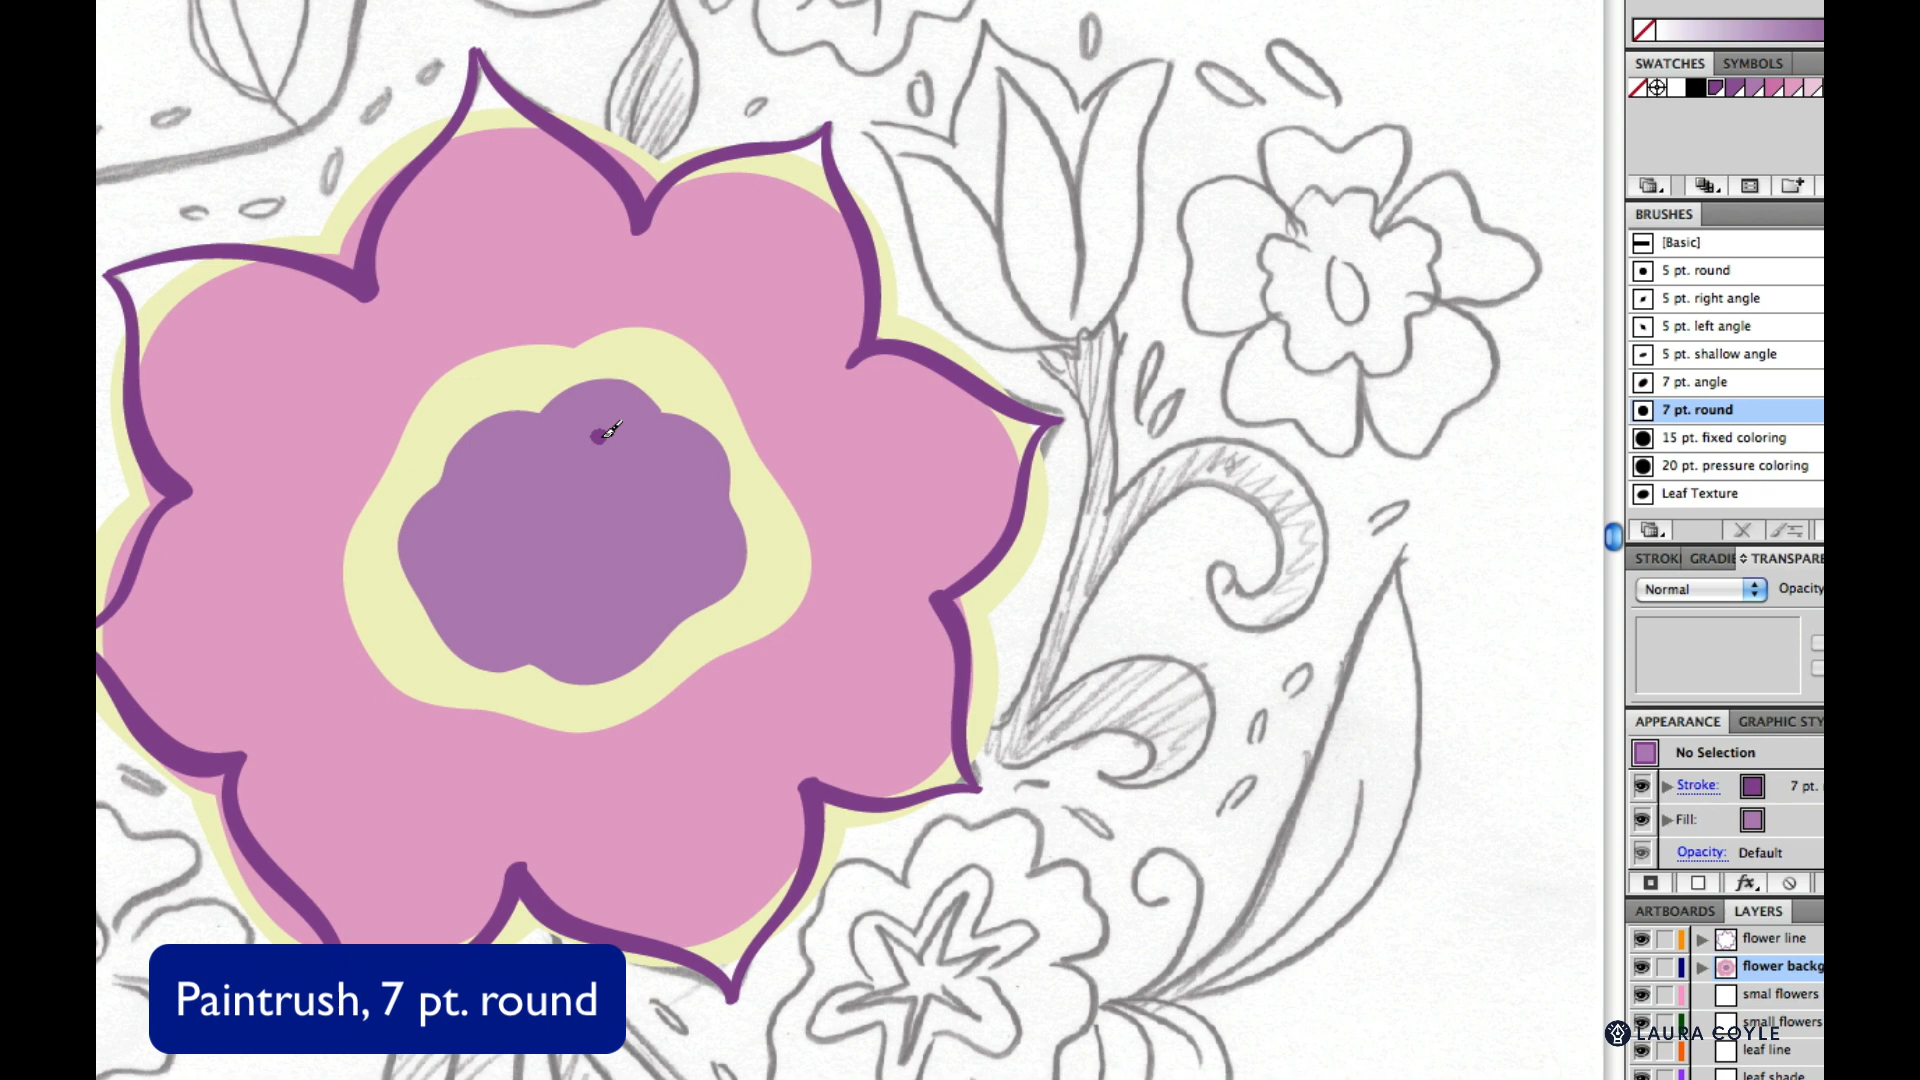 SWATCHES SYMBOLS
BRUSHES
[Basic]
5 pt. round
5 pt. right angle
5 pt. left angle
5 pt. shallow angle
7 pt. angle
7 pt. round
15 pt. fixed coloring
20 pt. pressure coloring
Leaf Texture
STROKI GRADIE TRANSPARE
Normal Opacity
APPEARANCE GRAPHIC STY
No Selection
Stroke: 7 pt.
Fill:
Opacity: Default
fx
ARTBOARDS LAYERS
flower line
flower backg
smal flowers
small flowers
LAURA COYLE
leaf line
leaf shade
Paintrush, 7 pt. round